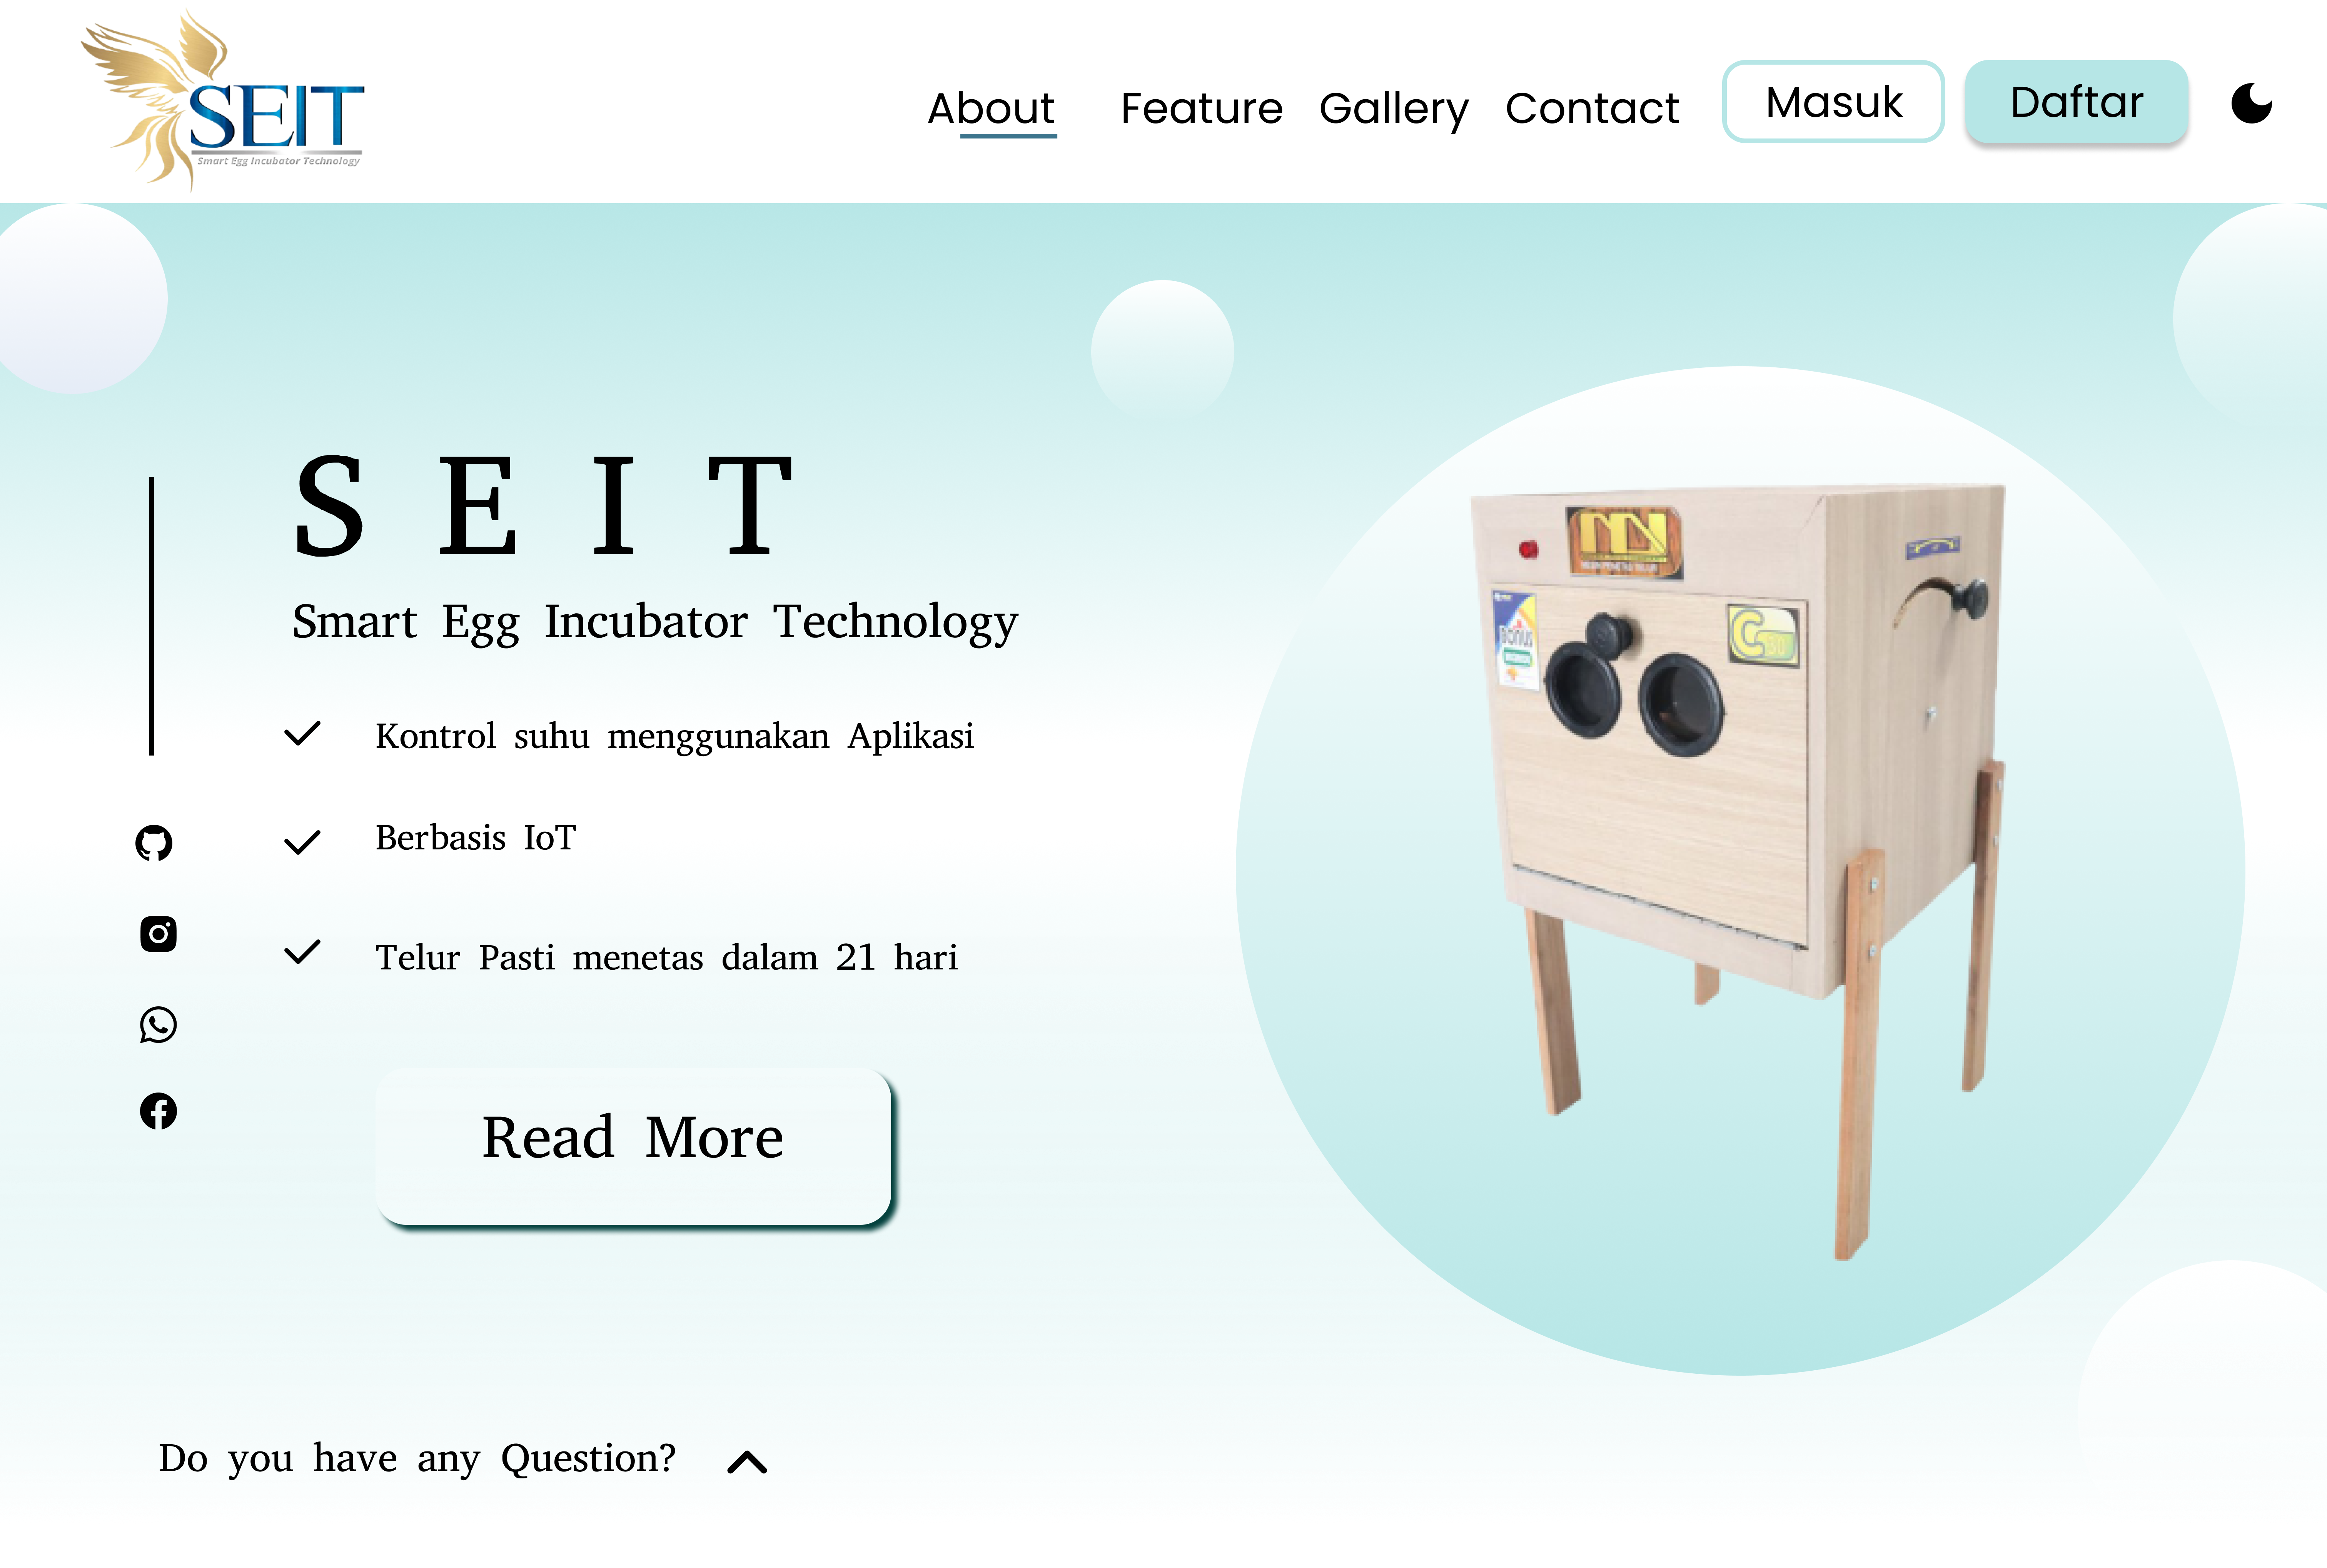 SEIT
Smart Egg Incubator Technology
About Feature Gallery Contact Masuk Daftar
S E I T
Smart Egg Incubator Technology
Kontrol suhu menggunakan Aplikasi
Berbasis IoT
Telur Pasti menetas dalam 21 hari
Read More
Do you have any Question?
Bonus
C